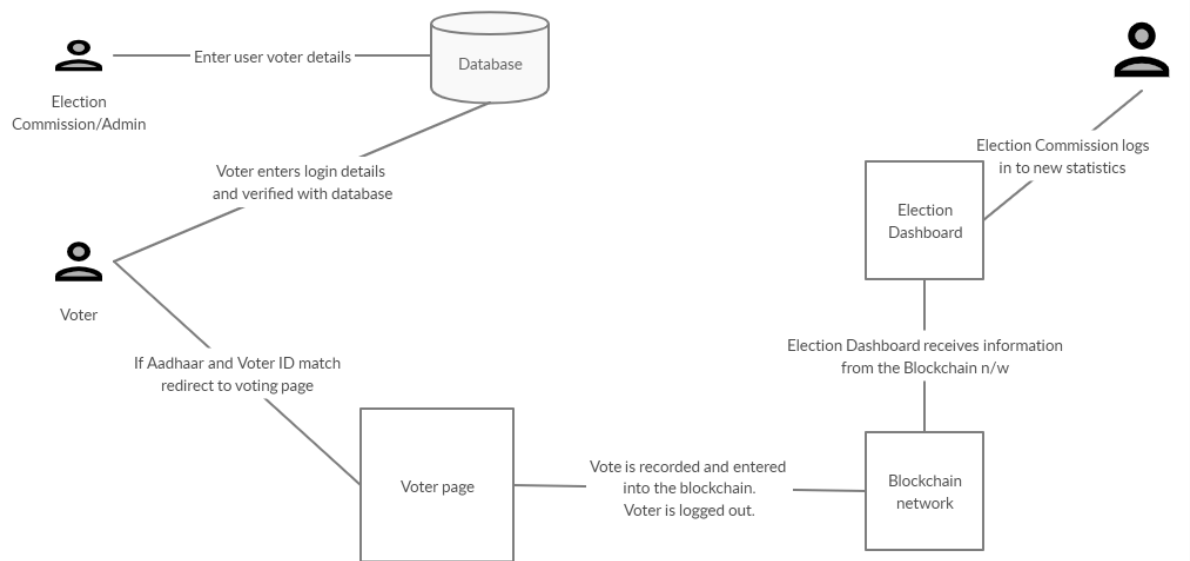 Enter user voter details
Database
Election
Commission/Admin
Election Commission logs
in to new statistics
Voter enters login details
and verified with database
Election
Dashboard
Voter
Election Dashboard receives information
from the Blockchain n/w
If Aadhaar and Voter ID match
redirect to voting page
Voter page
Vote is recorded and entered
into the blockchain.
Voter is logged out.
Blockchain
network